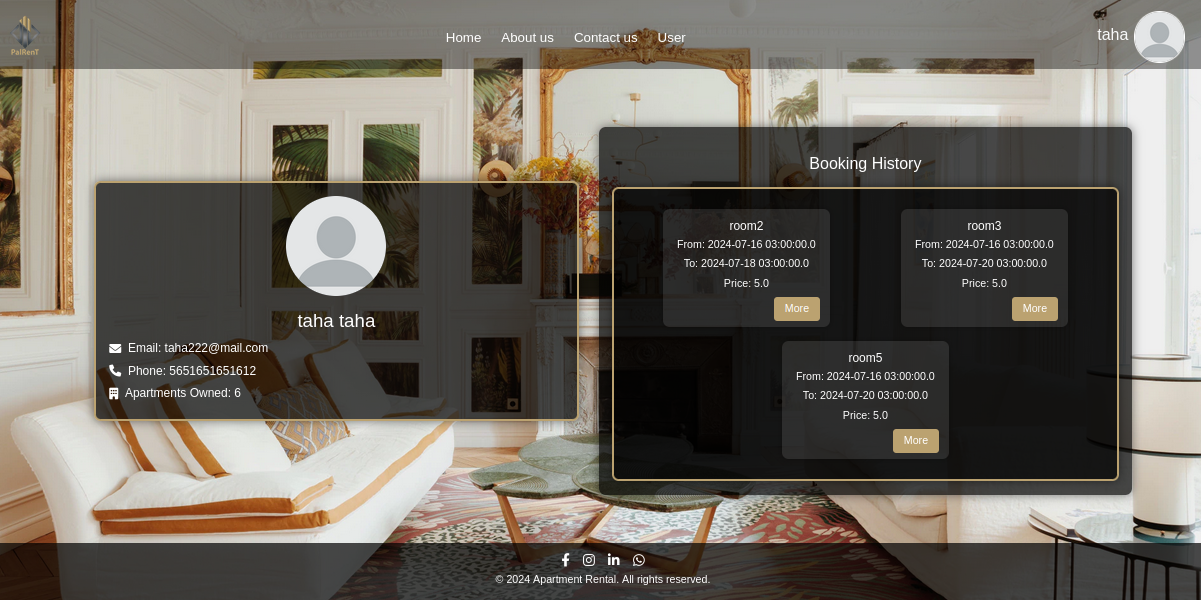 PalRenT
Home
About us
Contact us
User
taha
Booking History
room2
From: 2024-07-16 03:00:00.0
To: 2024-07-18 03:00:00.0
Price: 5.0
More
room3
From: 2024-07-16 03:00:00.0
To: 2024-07-20 03:00:00.0
Price: 5.0
More
room5
From: 2024-07-16 03:00:00.0
To: 2024-07-20 03:00:00.0
Price: 5.0
More
taha taha
Email: taha222@mail.com
Phone: 5651651651612
Apartments Owned: 6
© 2024 Apartment Rental. All rights reserved.